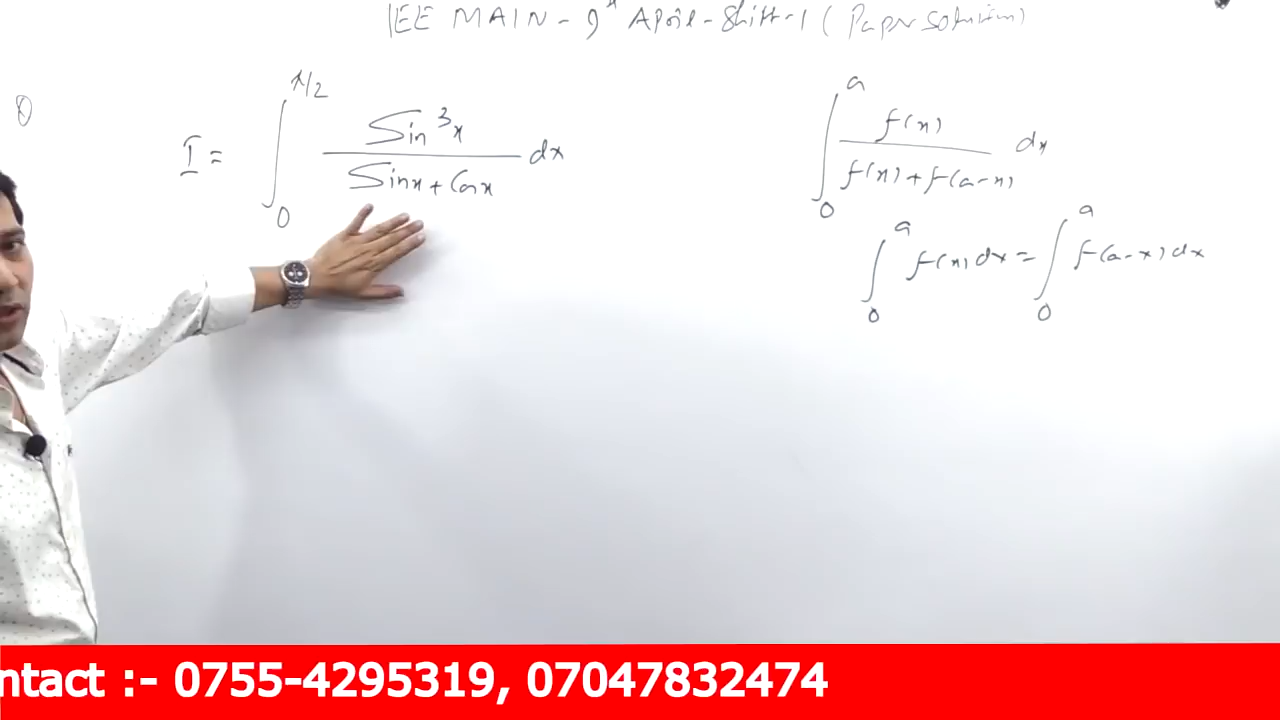 JEE MAIN - 9th April - Shift - 1 (Paper Solution)
I = ∫₀^{π/2} Sin³x / (Sinx + Cosx) dx
∫₀^a f(x) / (f(x) + f(a-x)) dx
∫₀^a f(x) dx = ∫₀^a f(a-x) dx
ntact :- 0755-4295319, 07047832474